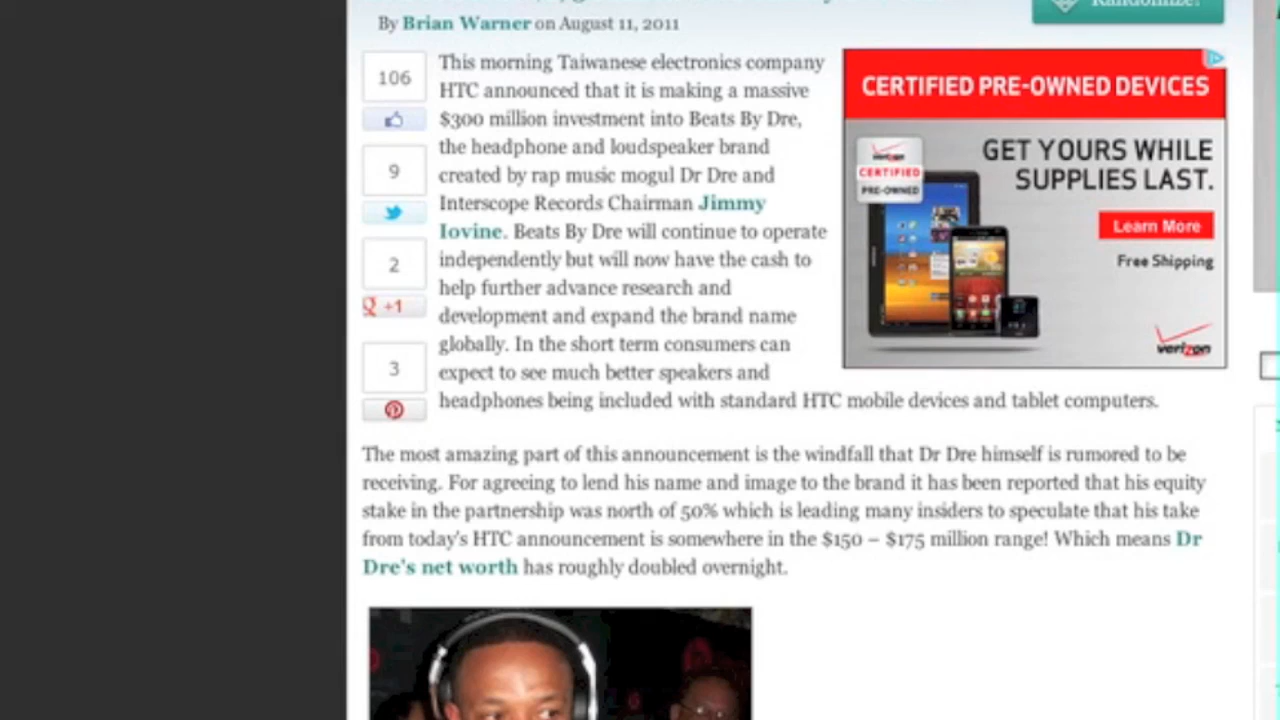 By Brian Warner on August 11, 2011
Randomize!
106
9
2
+1
3
This morning Taiwanese electronics company
HTC announced that it is making a massive
$300 million investment into Beats By Dre,
the headphone and loudspeaker brand
created by rap music mogul Dr Dre and
Interscope Records Chairman Jimmy
Iovine. Beats By Dre will continue to operate
independently but will now have the cash to
help further advance research and
development and expand the brand name
globally. In the short term consumers can
expect to see much better speakers and
headphones being included with standard HTC mobile devices and tablet computers.
CERTIFIED PRE-OWNED DEVICES
verizon
CERTIFIED
PRE-OWNED
GET YOURS WHILE
SUPPLIES LAST.
Learn More
Free Shipping
verizon
The most amazing part of this announcement is the windfall that Dr Dre himself is rumored to be
receiving. For agreeing to lend his name and image to the brand it has been reported that his equity
stake in the partnership was north of 50% which is leading many insiders to speculate that his take
from today's HTC announcement is somewhere in the $150 – $175 million range! Which means Dr
Dre's net worth has roughly doubled overnight.